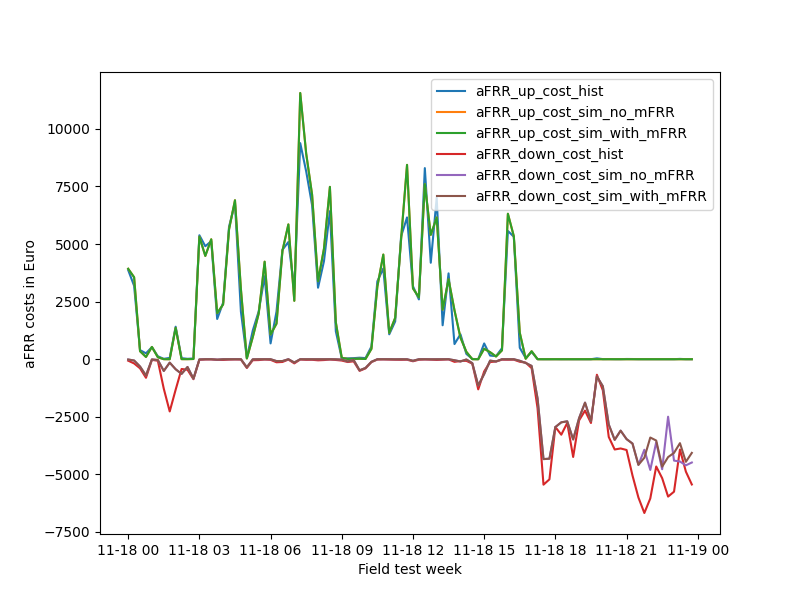 aFRR_up_cost_hist
aFRR_up_cost_sim_no_mFRR
aFRR_up_cost_sim_with_mFRR
aFRR_down_cost_hist
aFRR_down_cost_sim_no_mFRR
aFRR_down_cost_sim_with_mFRR
aFRR costs in Euro
10000
7500
5000
2500
0
−2500
−5000
−7500
11-18 00 11-18 03 11-18 06 11-18 09 11-18 12 11-18 15 11-18 18 11-18 21 11-19 00
Field test week